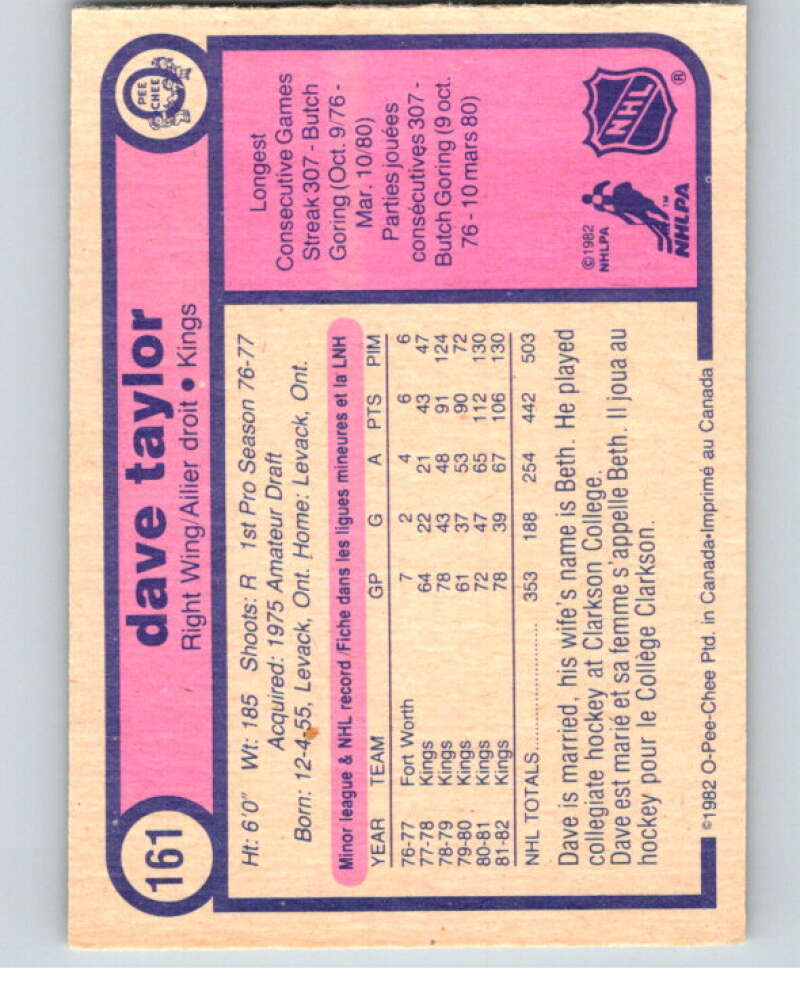 161
dave taylor
Right Wing/Ailier droit • Kings
O
PEE
CHEE
Ht: 6'0" Wt: 185 Shoots: R 1st Pro Season 76-77
Acquired: 1975 Amateur Draft
Born: 12-4-55, Levack, Ont. Home: Levack, Ont.
Minor league & NHL record/Fiche dans les ligues mineures et la LNH
YEAR TEAM GP G A PTS PIM
76-77 Fort Worth 7 2 4 6 6
77-78 Kings 64 22 21 43 47
78-79 Kings 78 43 48 91 124
79-80 Kings 61 37 53 90 72
80-81 Kings 72 47 65 112 130
81-82 Kings 78 39 67 106 130
NHL TOTALS.................... 353 188 254 442 503
Dave is married, his wife's name is Beth. He played
collegiate hockey at Clarkson College.
Dave est marié et sa femme s'appelle Beth. Il joua au
hockey pour le Collège Clarkson.
Longest
Consecutive Games
Streak 307 - Butch
Goring (Oct. 9/76 -
Mar. 10/80)
Parties jouées
consécutives 307 -
Butch Goring (9 oct.
76 - 10 mars 80)
©1982
NHLPA
NHLPA™
NHL®
©1982 O-Pee-Chee Ptd. in Canada•Imprimé au Canada